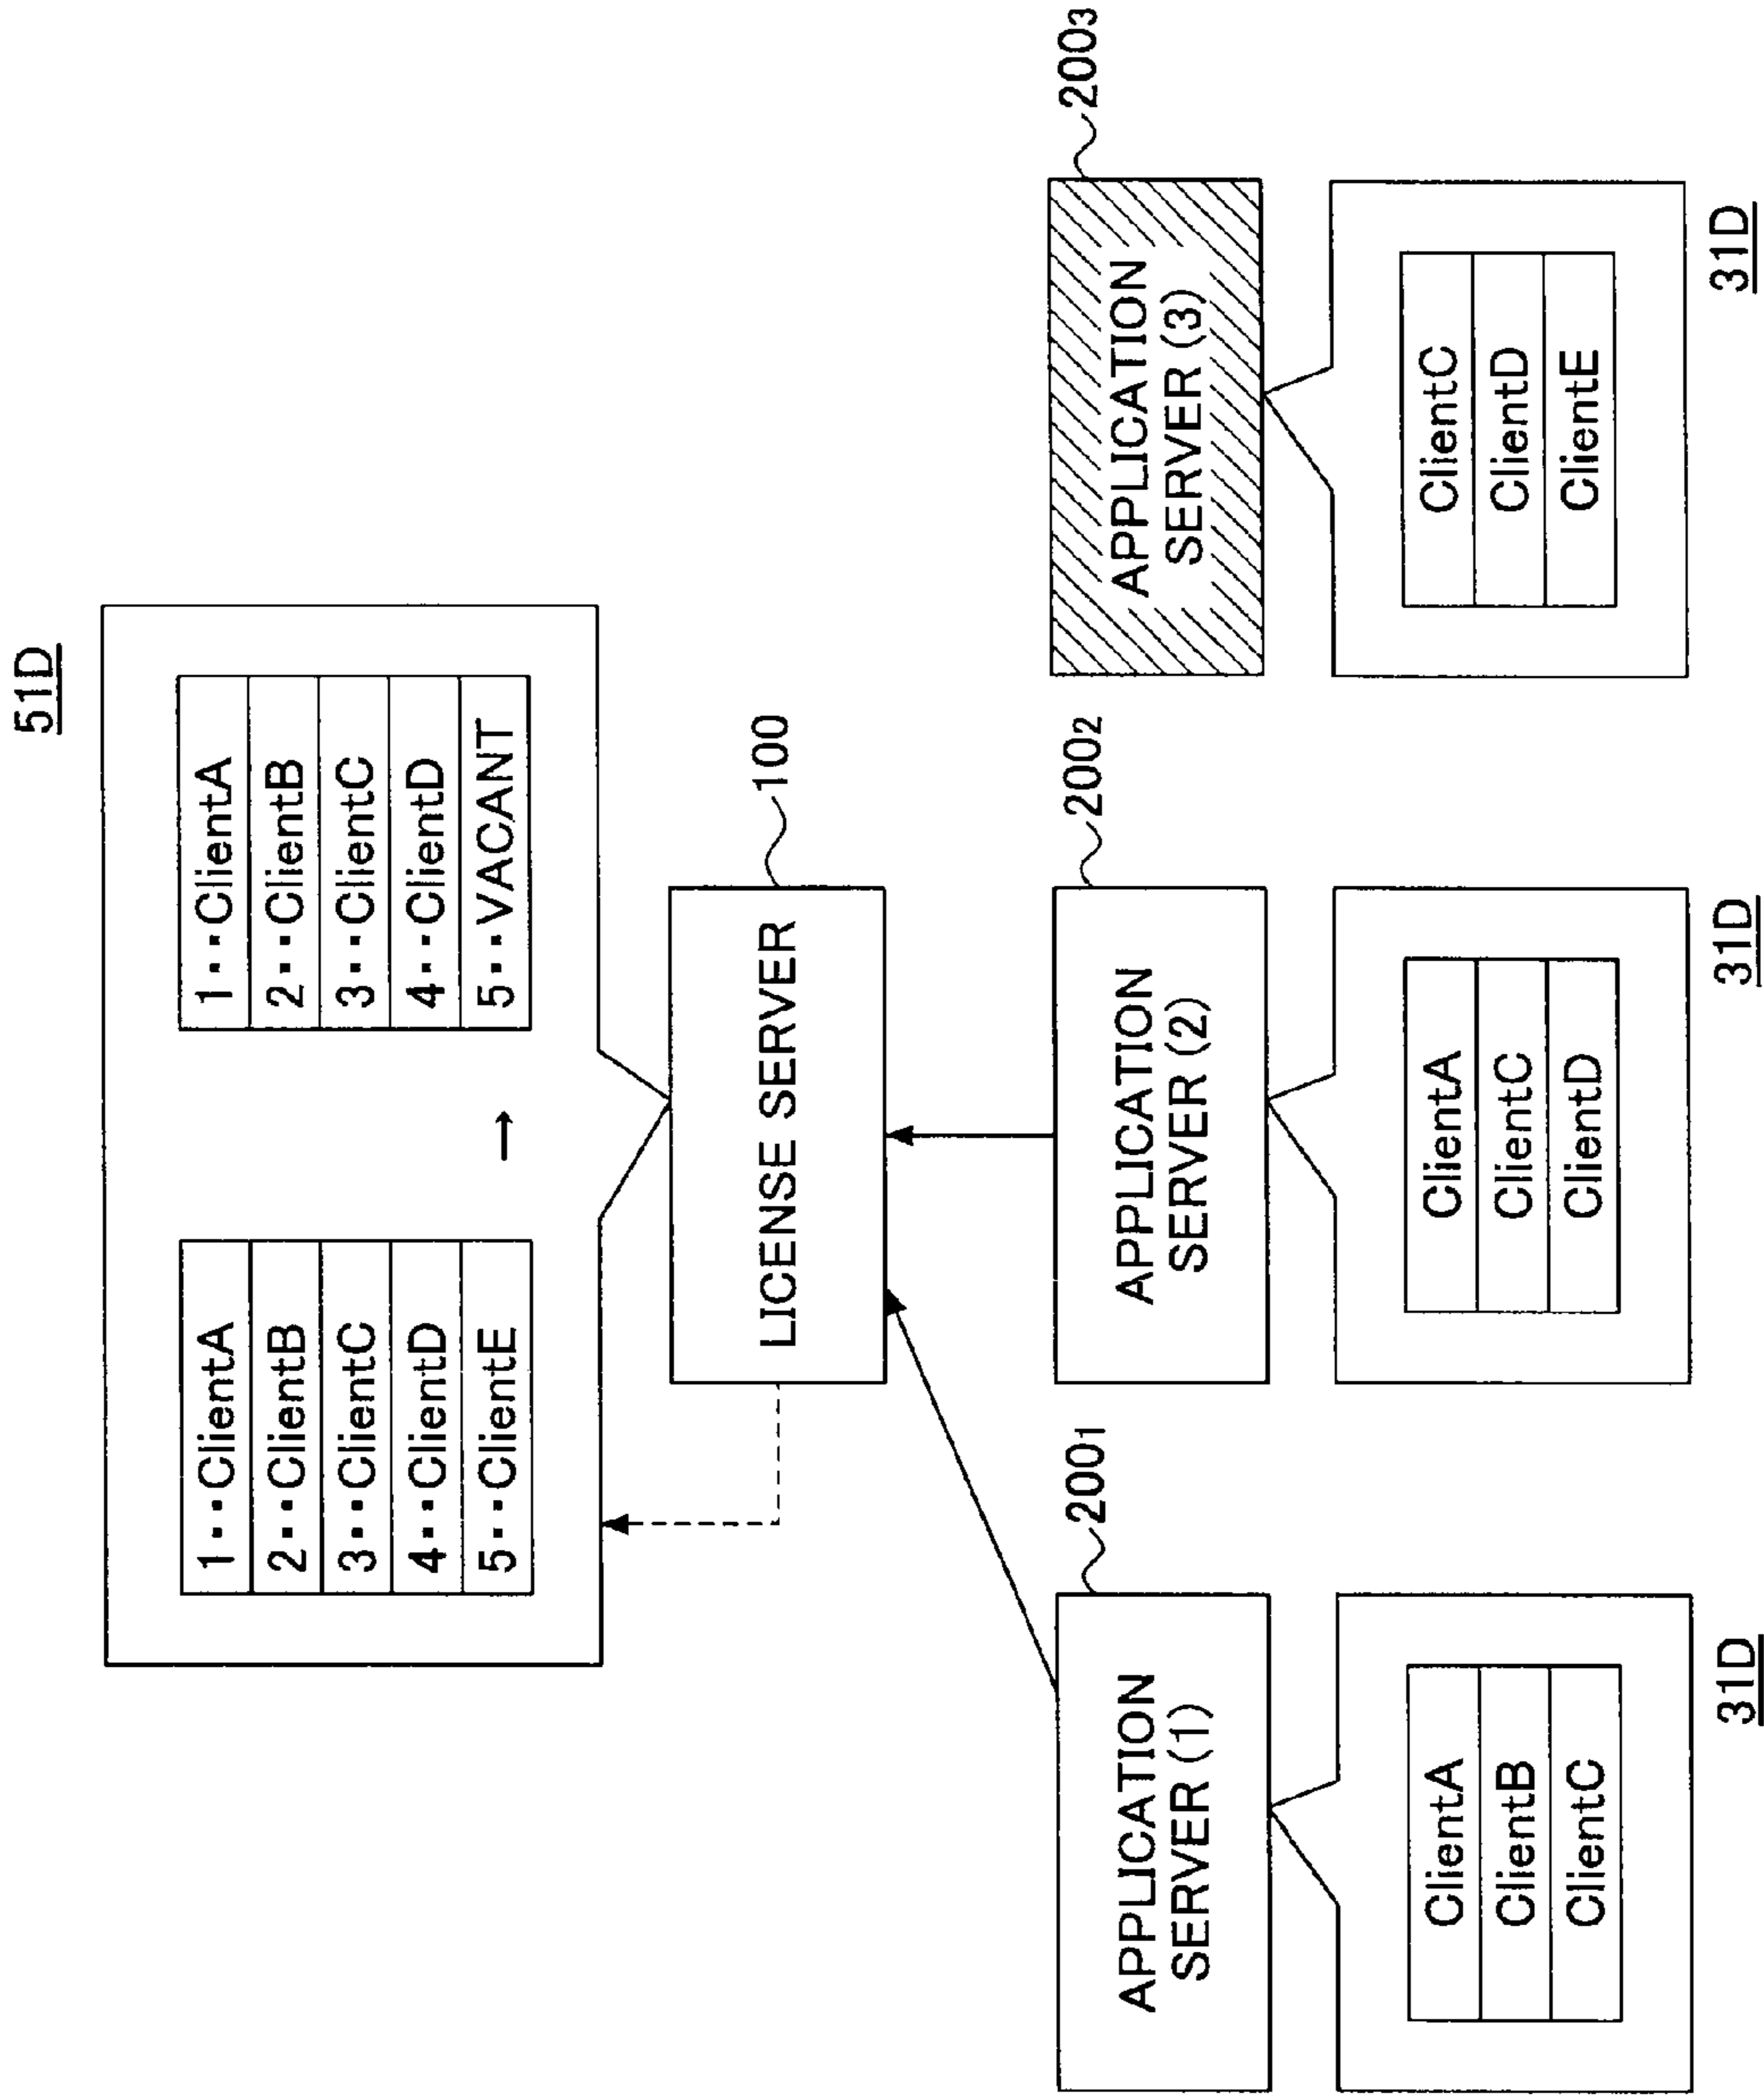 51D
1・・ClientA
2・・ClientB
3・・ClientC
4・・ClientD
5・・ClientE
→
1・・ClientA
2・・ClientB
3・・ClientC
4・・ClientD
5・・VACANT
LICENSE SERVER
100
APPLICATION
SERVER (1)
2001
ClientA
ClientB
ClientC
31D
APPLICATION
SERVER (2)
2002
ClientA
ClientC
ClientD
31D
APPLICATION
SERVER (3)
2003
ClientC
ClientD
ClientE
31D